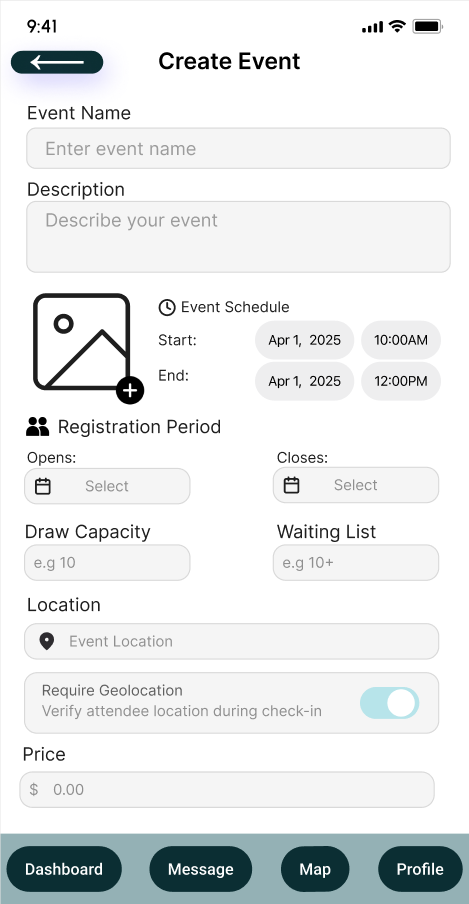 9:41
Create Event
Event Name
Enter event name
Description
Describe your event
Event Schedule
Start: Apr 1, 2025 10:00AM
End: Apr 1, 2025 12:00PM
Registration Period
Opens: Closes:
Select Select
Draw Capacity Waiting List
e.g 10 e.g 10+
Location
Event Location
Require Geolocation
Verify attendee location during check-in
Price
$ 0.00
Dashboard Message Map Profile